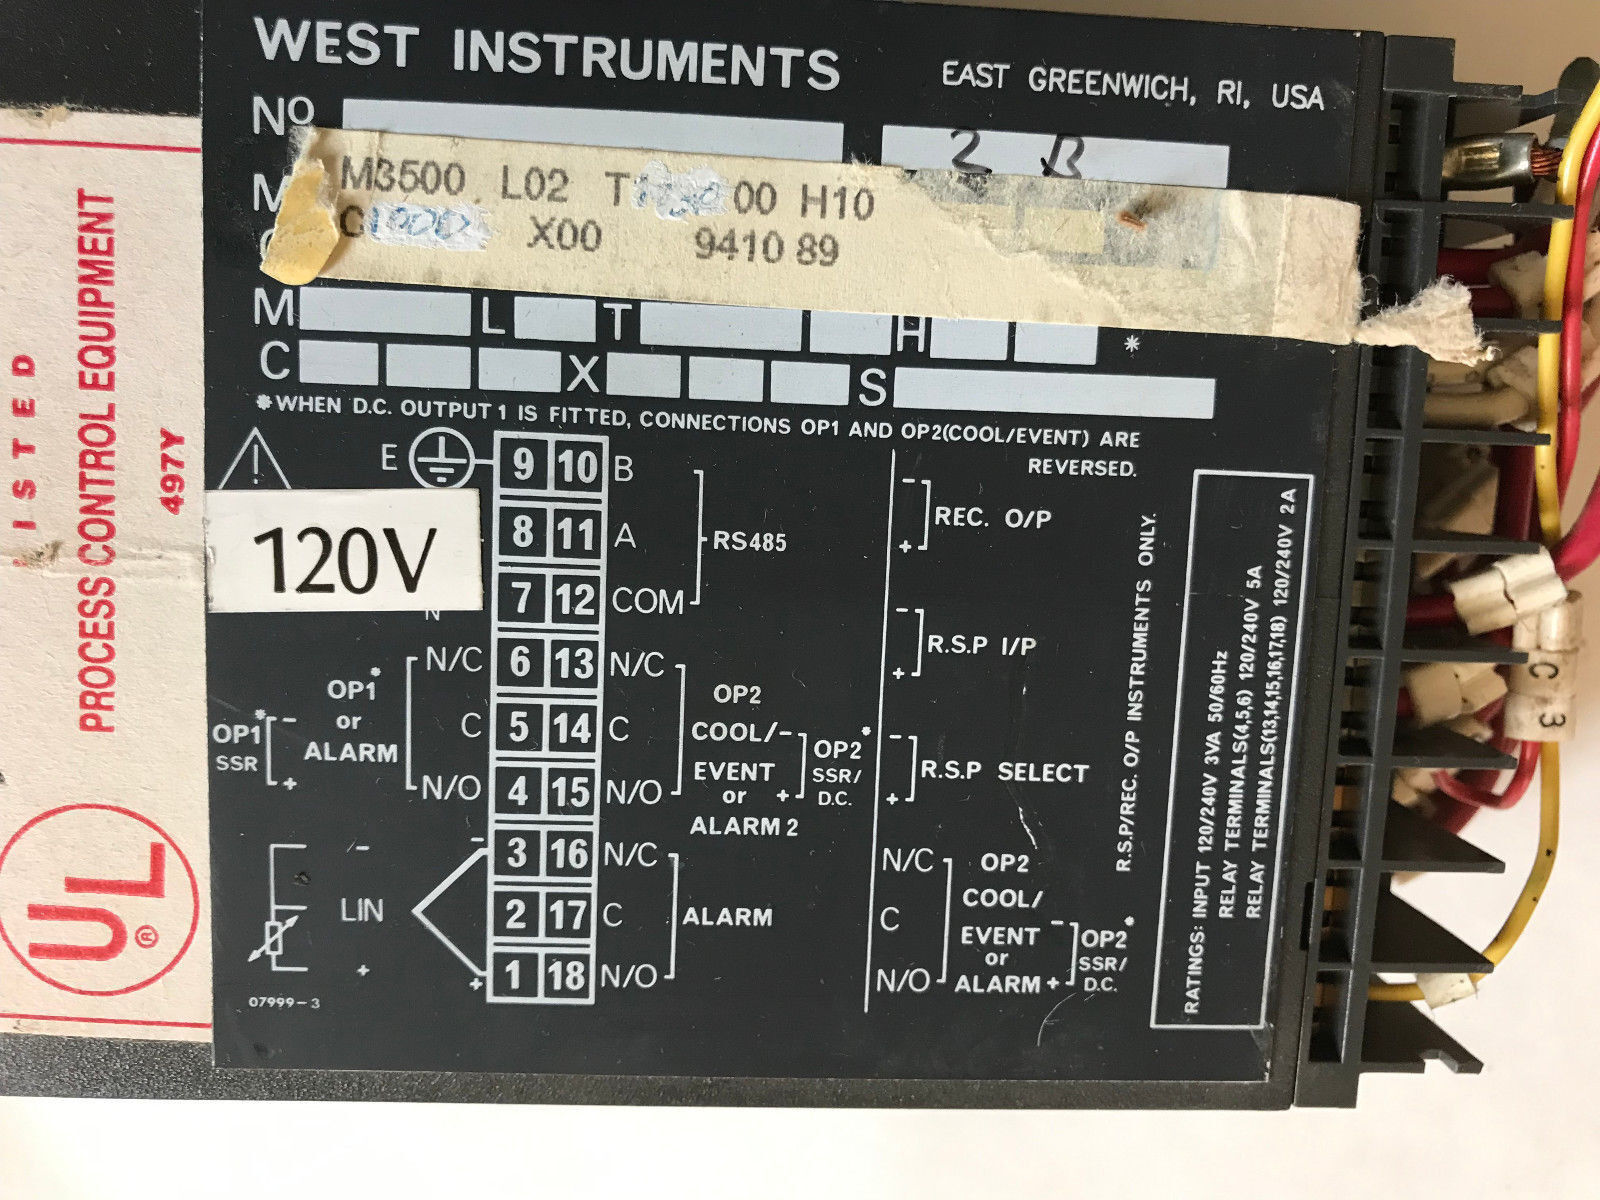 WEST INSTRUMENTS
EAST GREENWICH, RI, USA
Nº
2 B
M3500 L02 T 00 H10
C1000 X00 9410 89
M L T H *
C X S
*WHEN D.C. OUTPUT 1 IS FITTED, CONNECTIONS OP1 AND OP2(COOL/EVENT) ARE
REVERSED.
E 9 10 B
120V
8 11 A
RS485
N 7 12 COM
N/C 6 13 N/C
OP1*
or
ALARM
C 5 14 C
OP1*
SSR
-
+
N/O 4 15 N/O
OP2
COOL/
EVENT
or
ALARM 2
-
+
OP2*
SSR/
D.C.
- 3 16 N/C
LIN
-
+
2 17 C
ALARM
+ 1 18 N/O
07999-3
-
REC. O/P
+
-
R.S.P I/P
+
-
R.S.P SELECT
+
N/C OP2
COOL/
C EVENT
or
N/O ALARM
-
+
OP2*
SSR/
D.C.
R.S.P/REC. O/P INSTRUMENTS ONLY.
RATINGS: INPUT 120/240V 3VA 50/60Hz
RELAY TERMINALS(4,5,6) 120/240V 5A
RELAY TERMINALS(13,14,15,16,17,18) 120/240V 2A
ISTED
PROCESS CONTROL EQUIPMENT
497Y
UL®
C
3